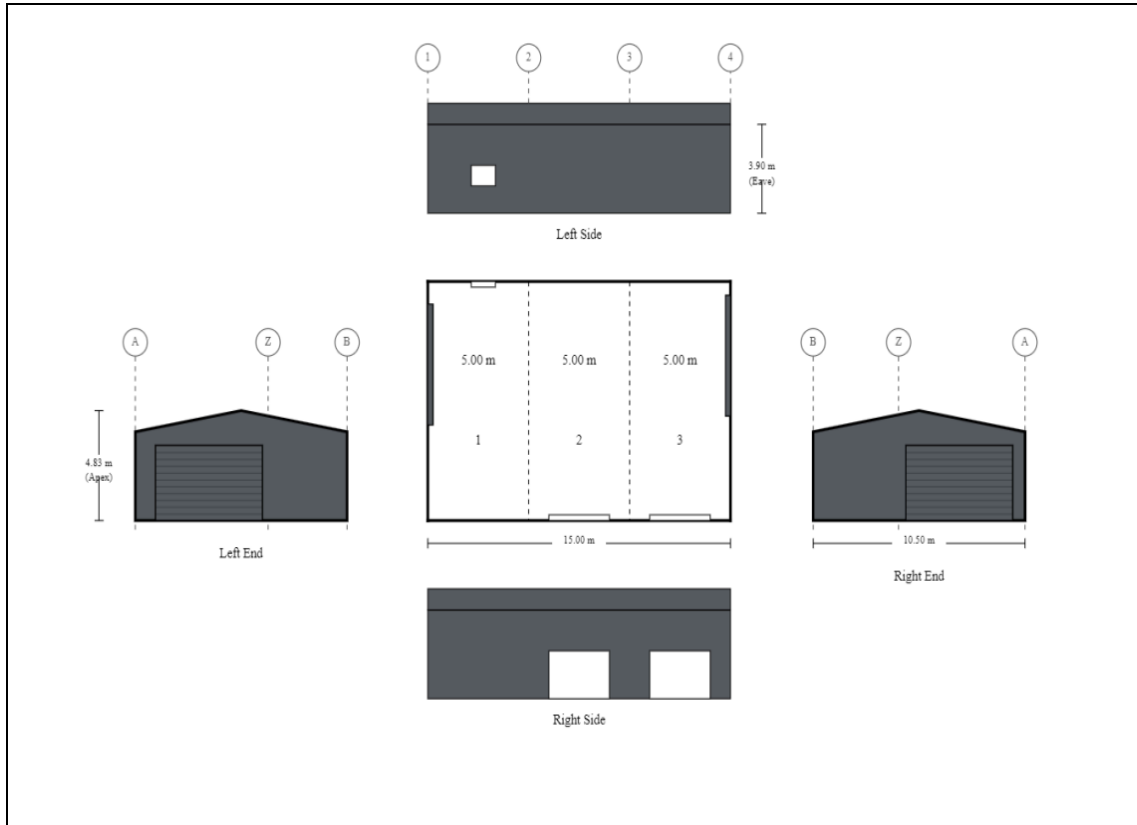 1 2 3 4
3.90 m
(Eave)
Left Side
A Z B
5.00 m 5.00 m 5.00 m
B Z A
4.83 m
(Apex)
1 2 3
Left End
15.00 m
10.50 m
Right End
Right Side